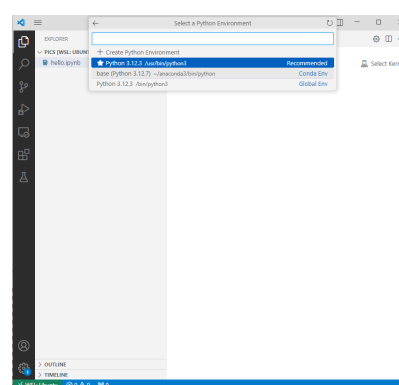 Select a Python Environment
EXPLORER
PICS [WSL: UBUN
hello.ipynb
+ Create Python Environment
Python 3.12.3 /usr/bin/python3 Recommended
base (Python 3.12.7) ~/anaconda3/bin/python Conda Env
Python 3.12.3 /bin/python3 Global Env
Select Kern
OUTLINE
TIMELINE